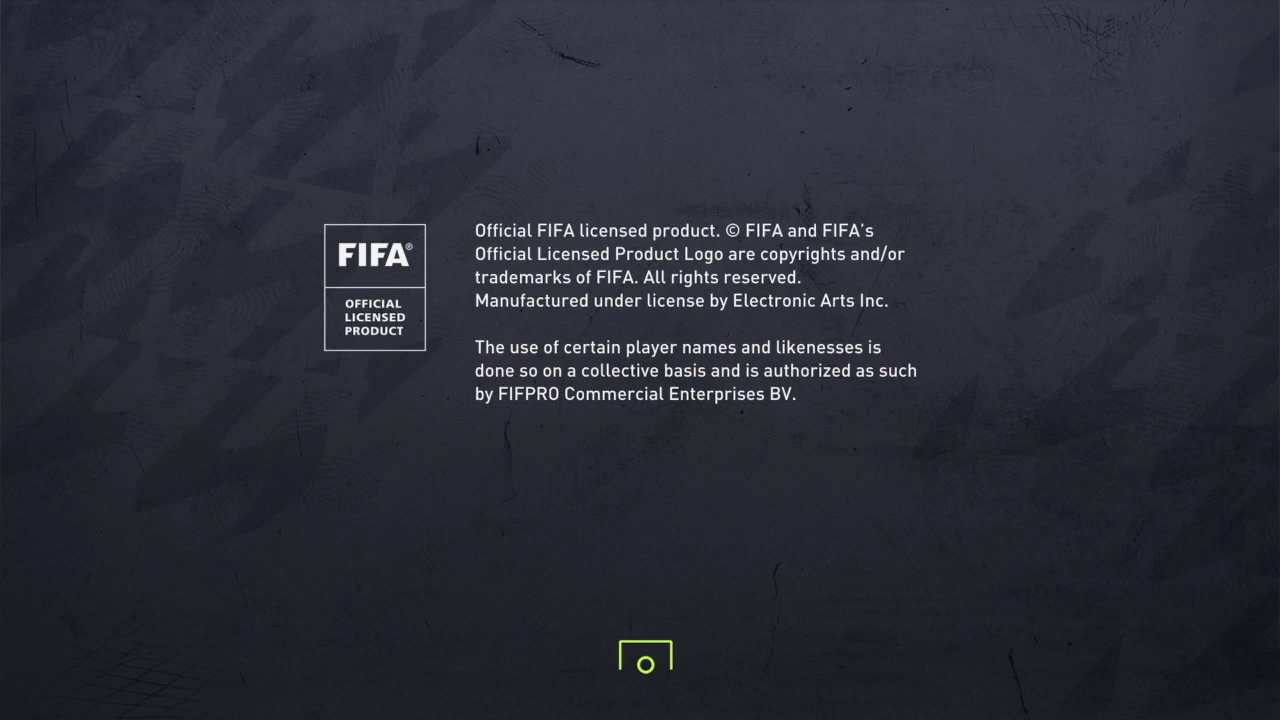 FIFA®
OFFICIAL
LICENSED
PRODUCT
Official FIFA licensed product. © FIFA and FIFA's
Official Licensed Product Logo are copyrights and/or
trademarks of FIFA. All rights reserved.
Manufactured under license by Electronic Arts Inc.
The use of certain player names and likenesses is
done so on a collective basis and is authorized as such
by FIFPRO Commercial Enterprises BV.